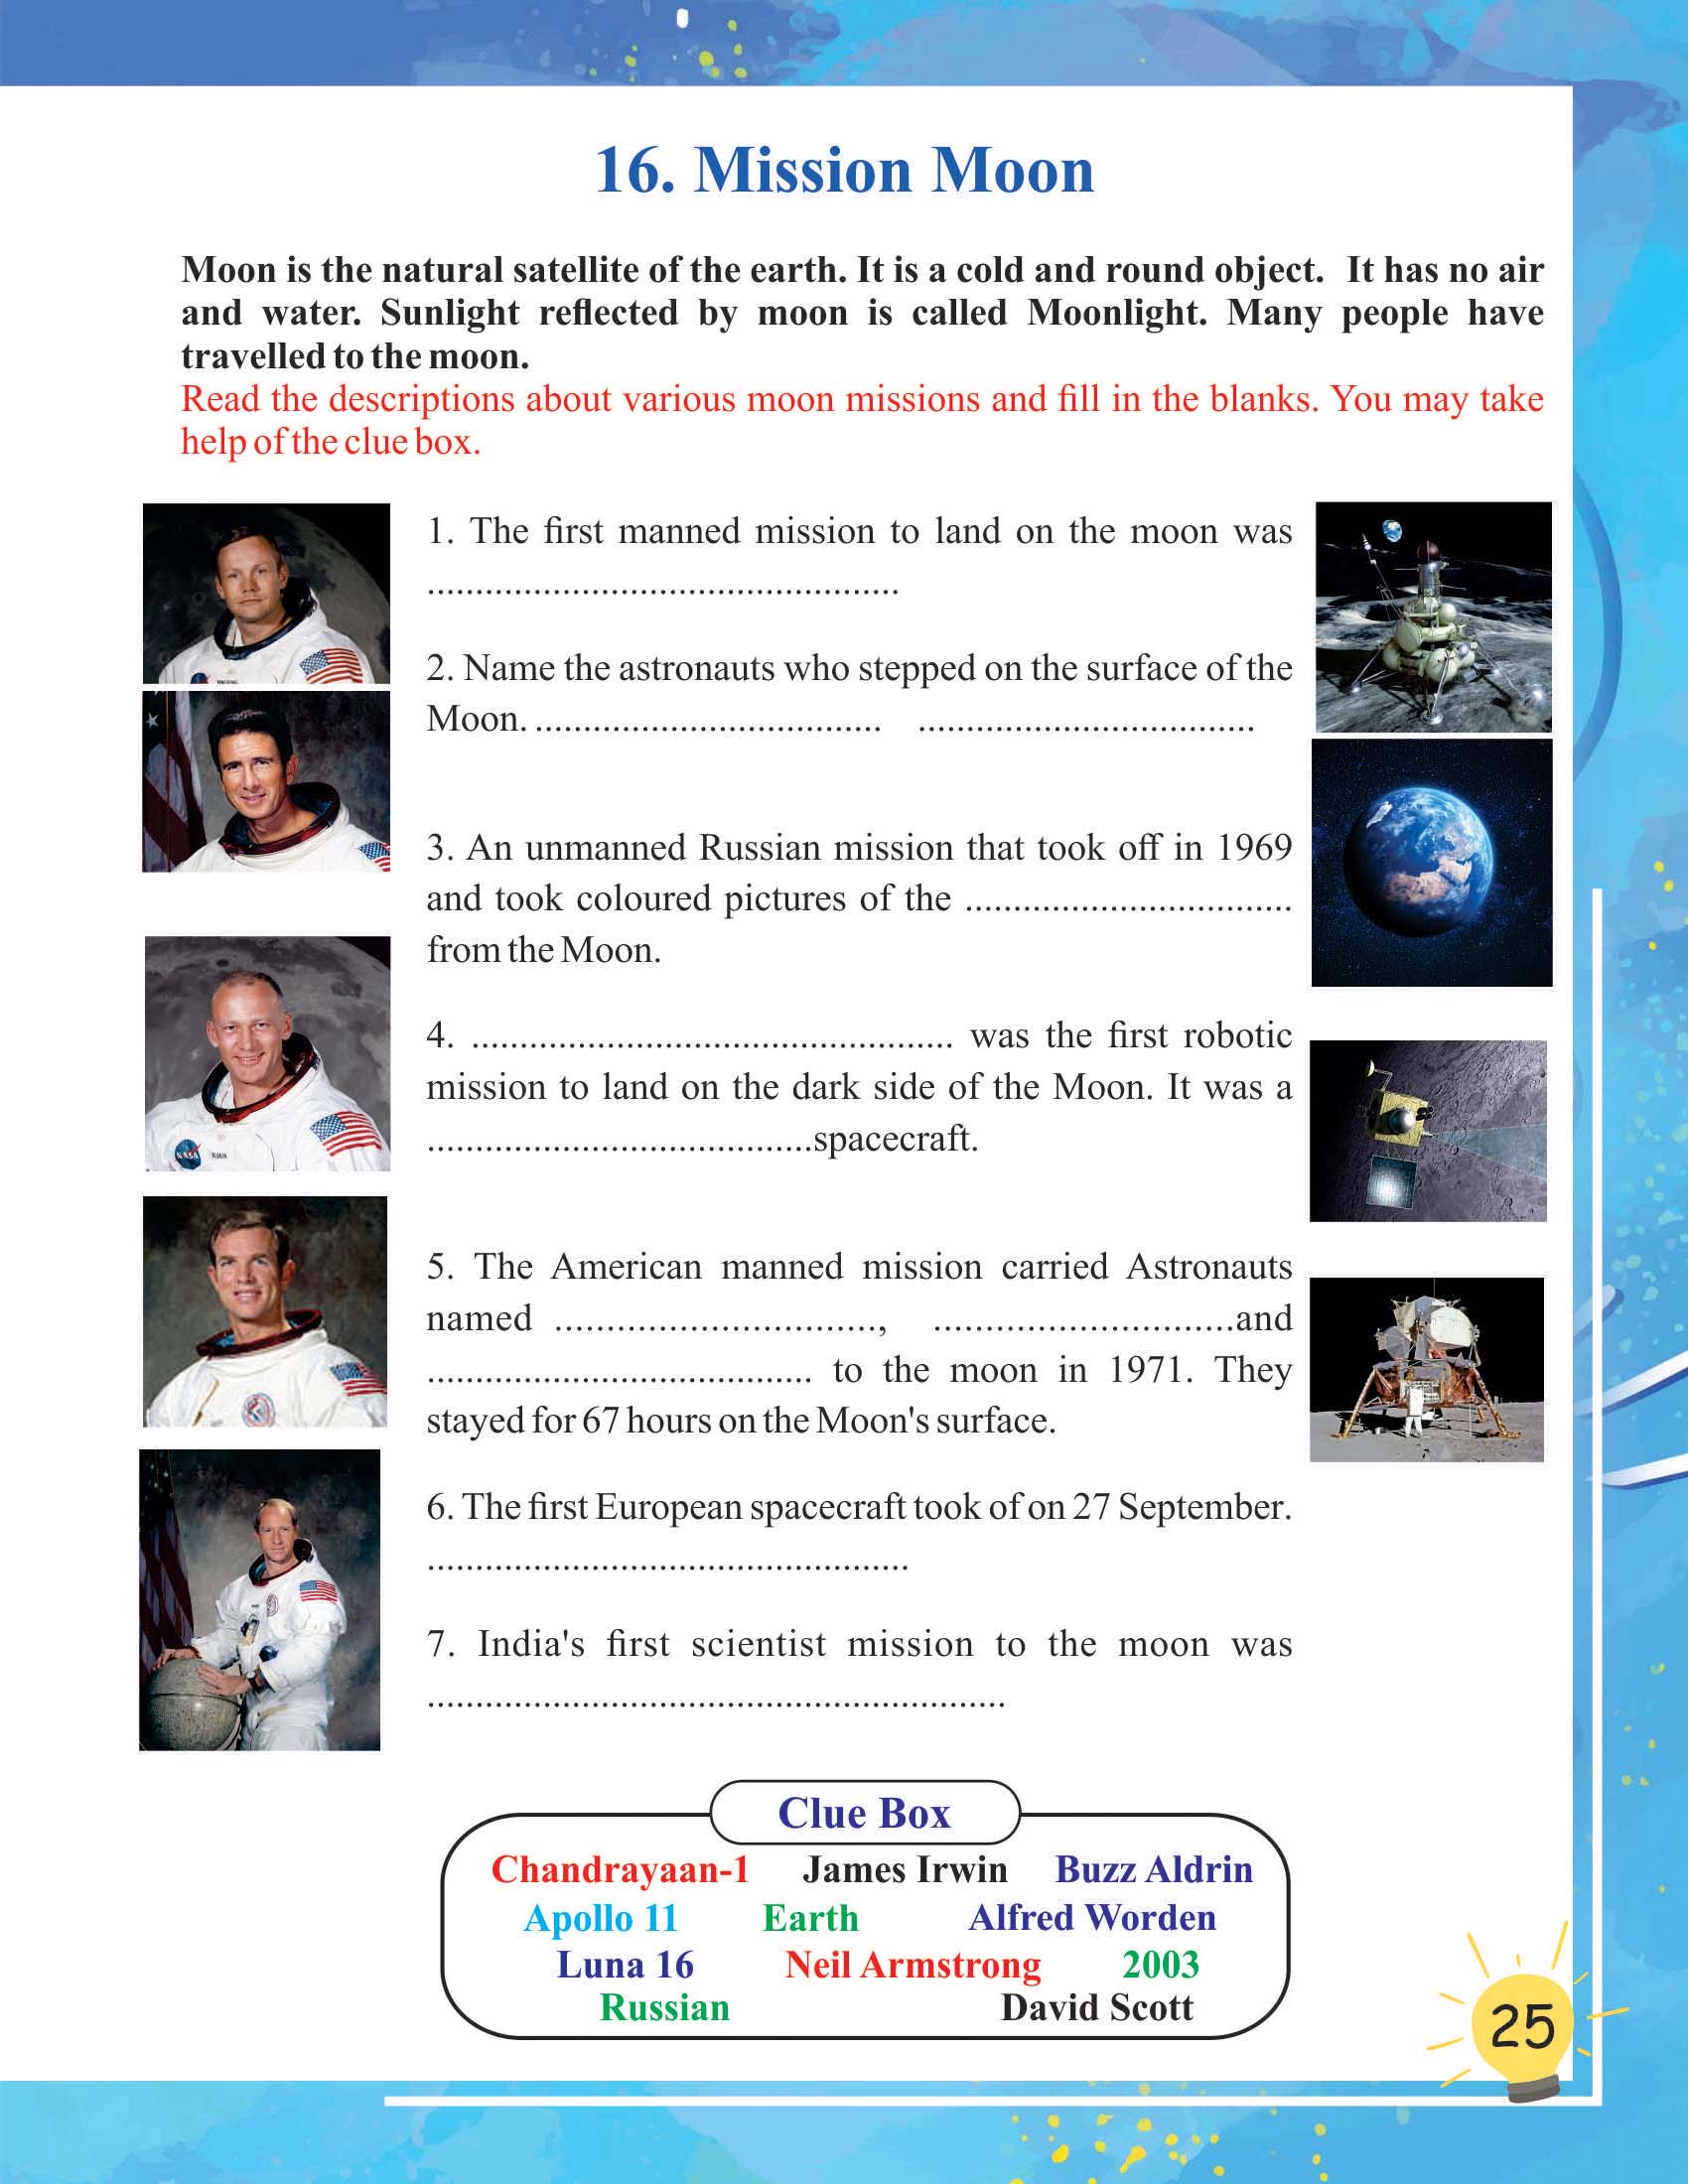 16. Mission Moon
Moon is the natural satellite of the earth. It is a cold and round object. It has no air
and water. Sunlight reflected by moon is called Moonlight. Many people have
travelled to the moon.
Read the descriptions about various moon missions and fill in the blanks. You may take
help of the clue box.
1. The first manned mission to land on the moon was
.................................................
2. Name the astronauts who stepped on the surface of the
Moon. .................................... ...................................
3. An unmanned Russian mission that took off in 1969
and took coloured pictures of the ..................................
from the Moon.
4. .................................................. was the first robotic
mission to land on the dark side of the Moon. It was a
........................................spacecraft.
5. The American manned mission carried Astronauts
named ................................., ...............................and
........................................ to the moon in 1971. They
stayed for 67 hours on the Moon's surface.
6. The first European spacecraft took of on 27 September.
..................................................
7. India's first scientist mission to the moon was
............................................................
Clue Box
Chandrayaan-1 James Irwin Buzz Aldrin
Apollo 11 Earth Alfred Worden
Luna 16 Neil Armstrong 2003
Russian David Scott
25
NASA